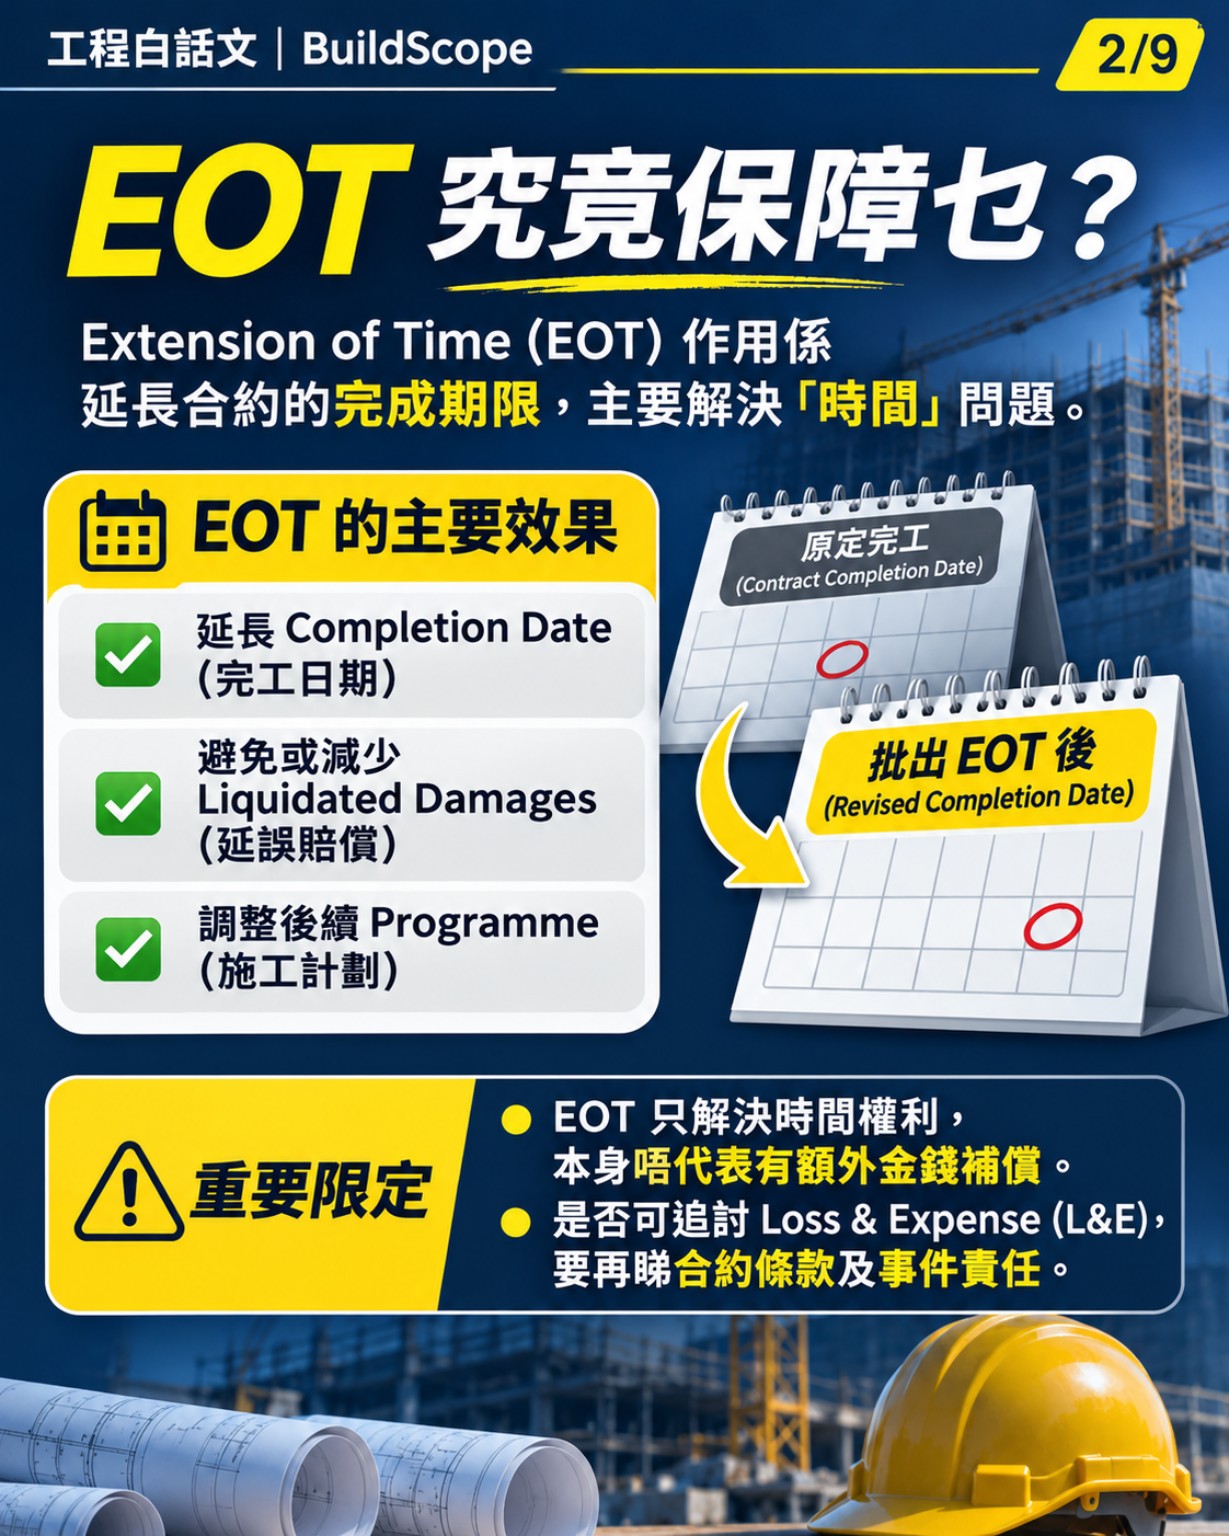 工程白話文｜BuildScope
2/9
EOT 究竟保障乜？
Extension of Time (EOT) 作用係
延長合約的完成期限，主要解決「時間」問題。
EOT 的主要效果
延長 Completion Date
(完工日期)
避免或減少
Liquidated Damages
(延誤賠償)
調整後續 Programme
(施工計劃)
原定完工
(Contract Completion Date)
批出 EOT 後
(Revised Completion Date)
重要限定
EOT 只解決時間權利，
本身唔代表有額外金錢補償。
是否可追討 Loss & Expense (L&E)，
要再睇合約條款及事件責任。